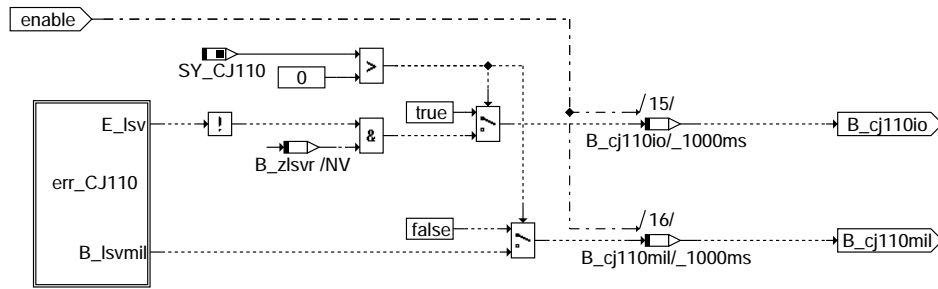 enable
SY_CJ110
0
>
/ 15/
true
E_lsv
!
&
B_cj110io
B_cj110io/_1000ms
B_zlsvr /NV
err_CJ110
/ 16/
false
B_lsvmil
B_cj110mil
B_cj110mil/_1000ms